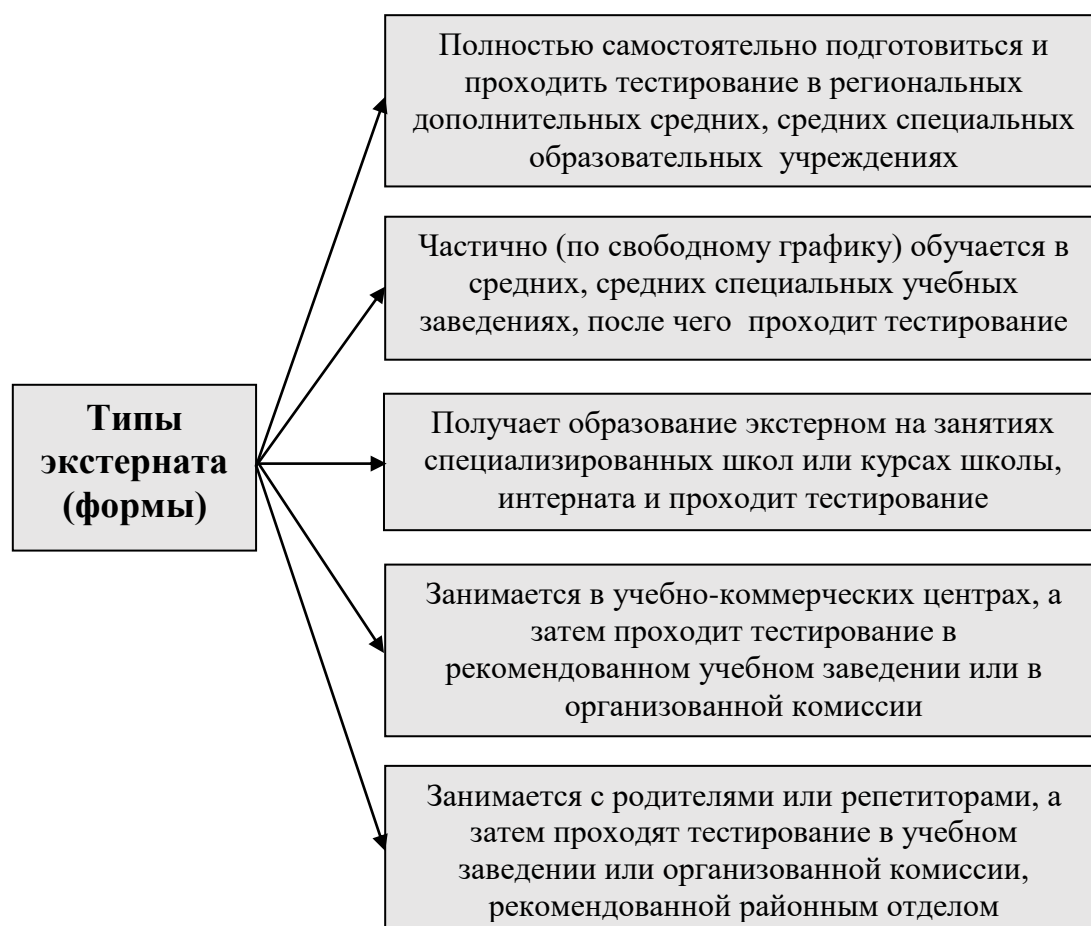 Полностью самостоятельно подготовиться и
проходить тестирование в региональных
дополнительных средних, средних специальных
образовательных учреждениях
Частично (по свободному графику) обучается в
средних, средних специальных учебных
заведениях, после чего проходит тестирование
Типы
экстерната
(формы)
Получает образование экстерном на занятиях
специализированных школ или курсах школы,
интерната и проходит тестирование
Занимается в учебно-коммерческих центрах, а
затем проходит тестирование в
рекомендованном учебном заведении или в
организованной комиссии
Занимается с родителями или репетиторами, а
затем проходят тестирование в учебном
заведении или организованной комиссии,
рекомендованной районным отделом